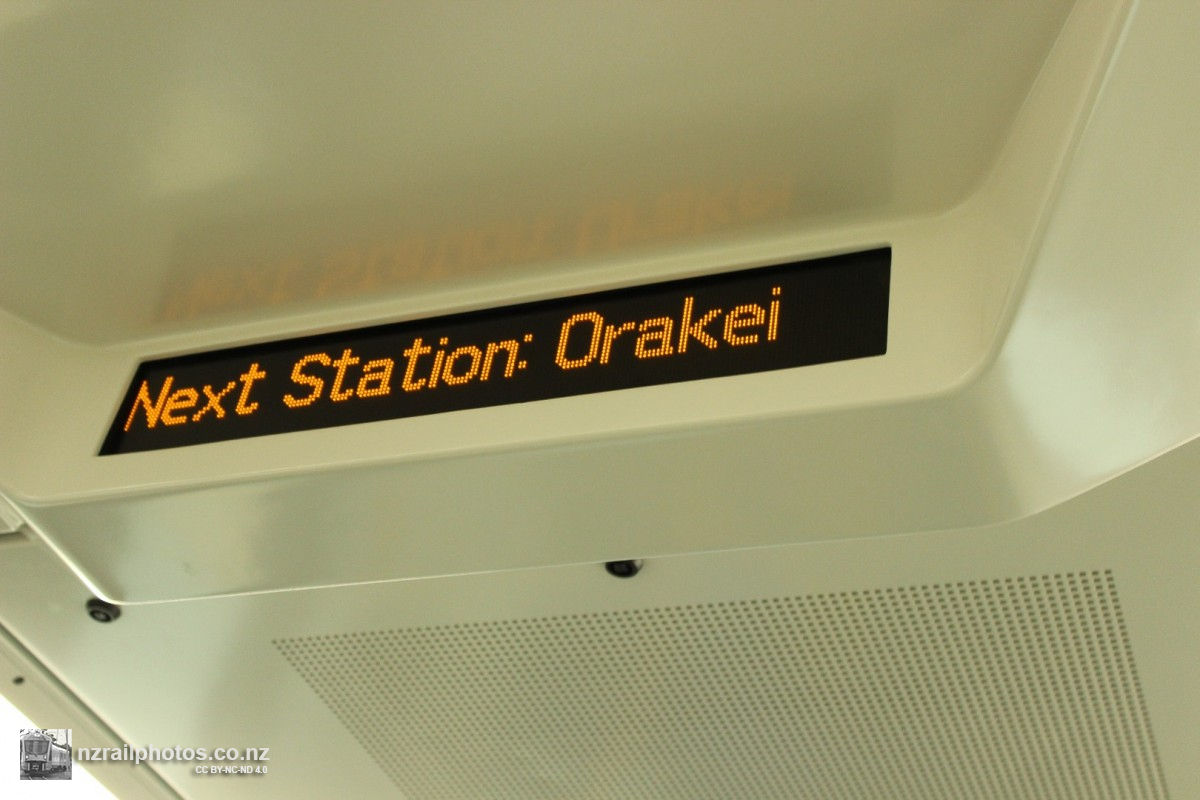 Next Station: Orakei
nzrailphotos.co.nz
CC BY-NC-ND 4.0